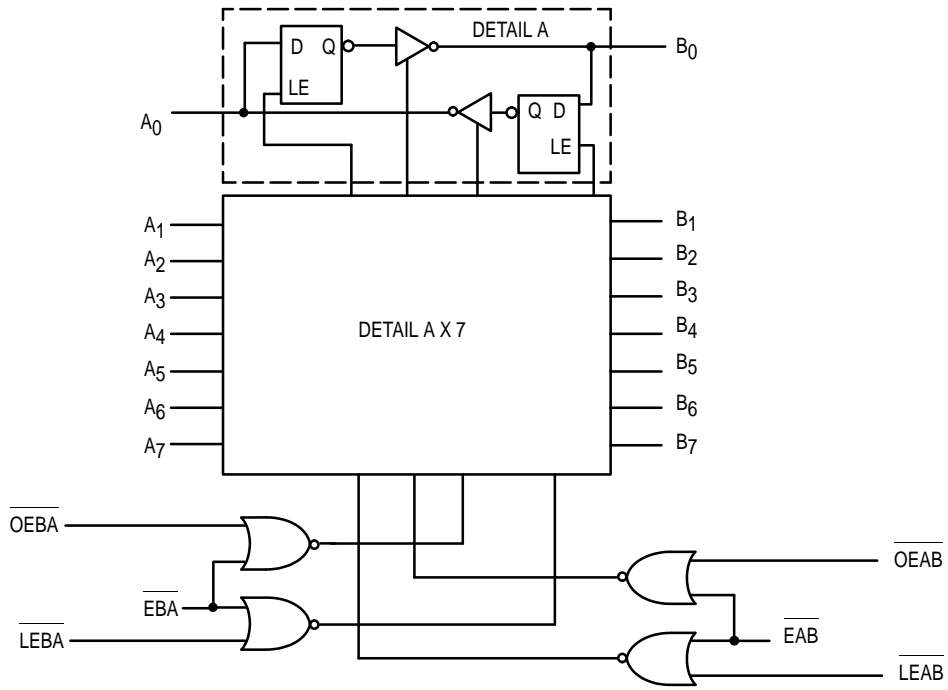 DETAIL A
D Q
LE
B0
A0
Q D
LE
A1
A2
A3
A4
A5
A6
A7
DETAIL A X 7
B1
B2
B3
B4
B5
B6
B7
OEBA
EBA
LEBA
OEAB
EAB
LEAB